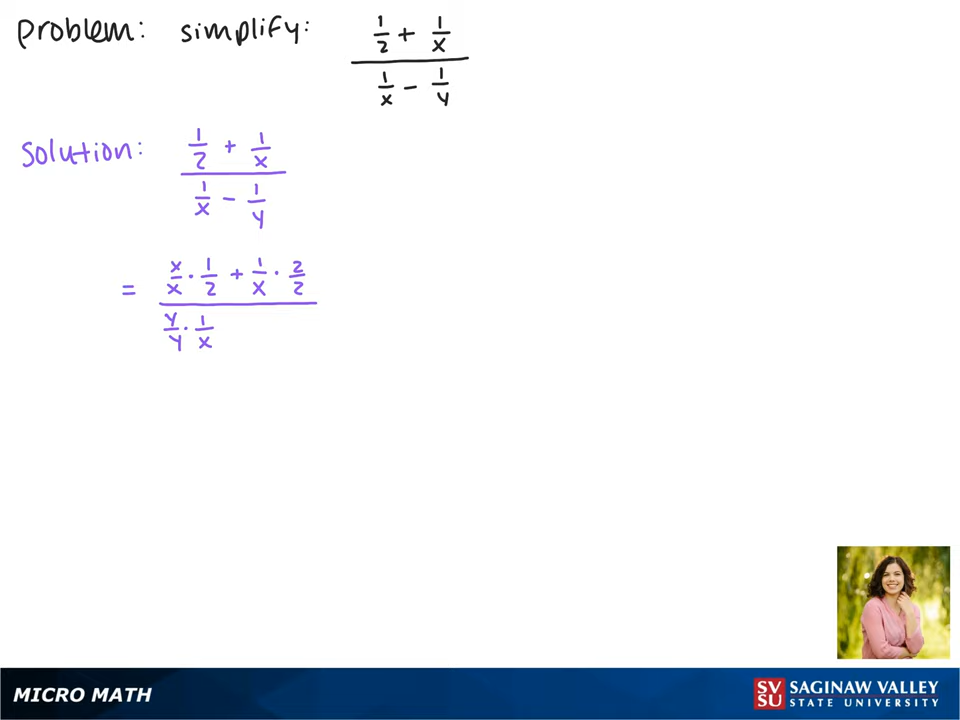 problem: simplify: (1/2 + 1/x) / (1/x - 1/y)
Solution: (1/2 + 1/x) / (1/x - 1/y)
= (x/x · 1/2 + 1/x · 2/2) / (y/y · 1/x
MICRO MATH
SV SU SAGINAW VALLEY
STATE UNIVERSITY